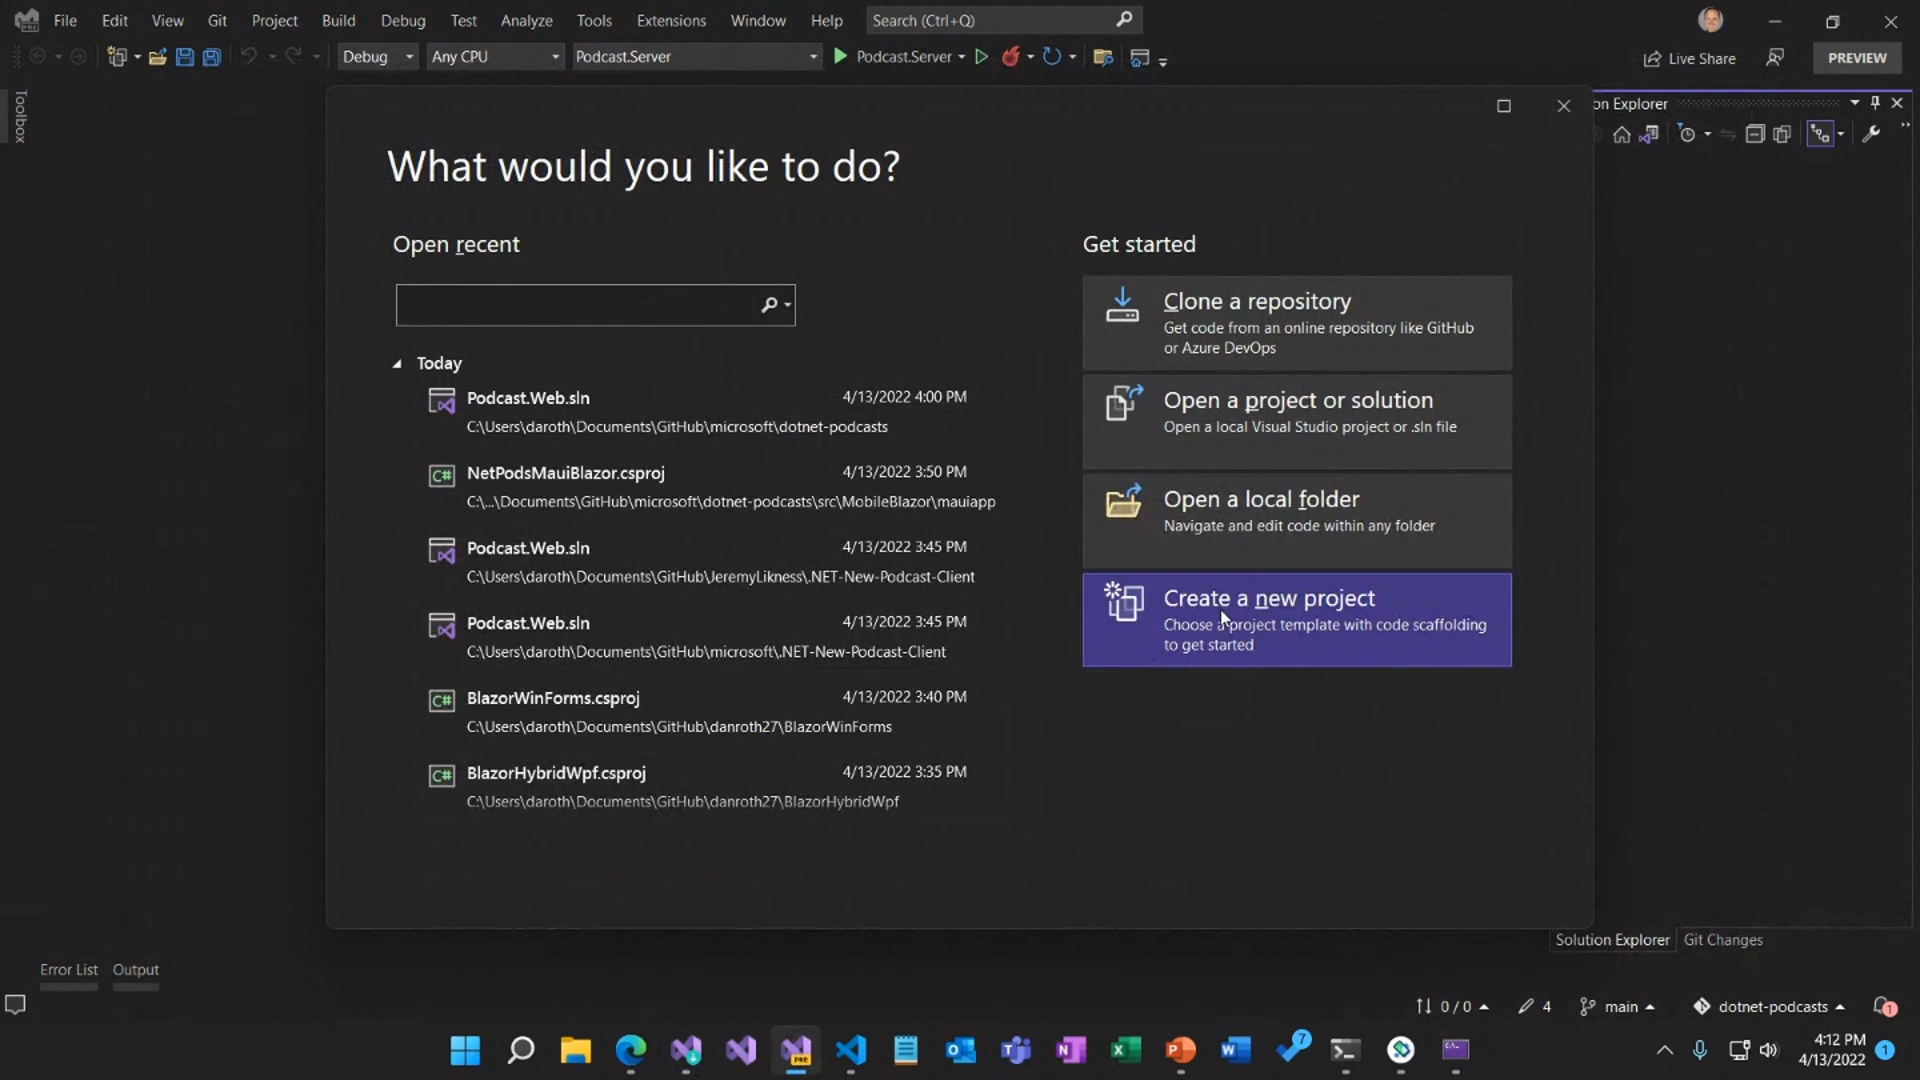 File Edit View Git Project Build Debug Test Analyze Tools Extensions Window Help Search (Ctrl+Q)
Debug Any CPU Podcast.Server Podcast.Server Live Share PREVIEW
Toolbox
on Explorer
What would you like to do?
Open recent
Today
Podcast.Web.sln 4/13/2022 4:00 PM
C:\Users\daroth\Documents\GitHub\microsoft\dotnet-podcasts
NetPodsMauiBlazor.csproj 4/13/2022 3:50 PM
C:\...\Documents\GitHub\microsoft\dotnet-podcasts\src\MobileBlazor\mauiapp
Podcast.Web.sln 4/13/2022 3:45 PM
C:\Users\daroth\Documents\GitHub\JeremyLikness\.NET-New-Podcast-Client
Podcast.Web.sln 4/13/2022 3:45 PM
C:\Users\daroth\Documents\GitHub\microsoft\.NET-New-Podcast-Client
BlazorWinForms.csproj 4/13/2022 3:40 PM
C:\Users\daroth\Documents\GitHub\danroth27\BlazorWinForms
BlazorHybridWpf.csproj 4/13/2022 3:35 PM
C:\Users\daroth\Documents\GitHub\danroth27\BlazorHybridWpf
Get started
Clone a repository
Get code from an online repository like GitHub
or Azure DevOps
Open a project or solution
Open a local Visual Studio project or .sln file
Open a local folder
Navigate and edit code within any folder
Create a new project
Choose a project template with code scaffolding
to get started
Solution Explorer Git Changes
Error List Output
0 / 0 4 main dotnet-podcasts 1
7
4:12 PM
4/13/2022 1